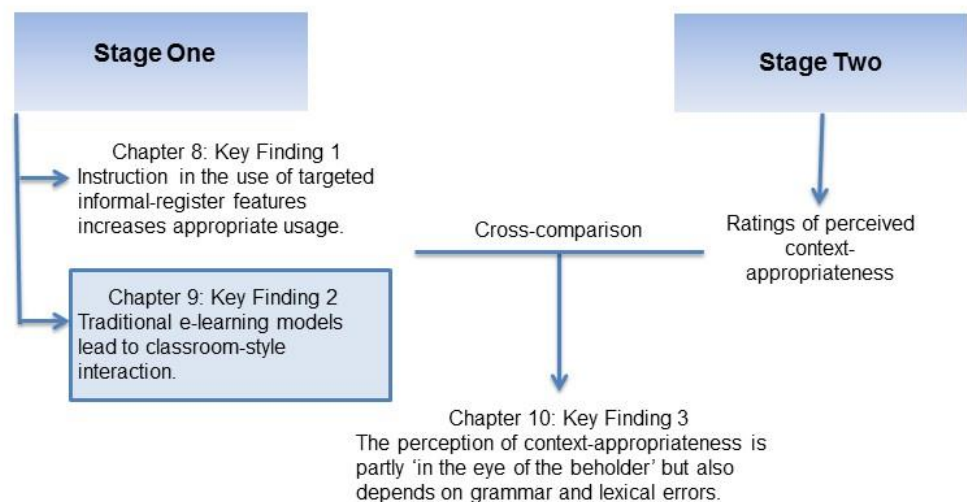 Stage One
Stage Two
Chapter 8: Key Finding 1
Instruction in the use of targeted
informal-register features
increases appropriate usage.
Cross-comparison
Ratings of perceived
context-
appropriateness
Chapter 9: Key Finding 2
Traditional e-learning models
lead to classroom-style
interaction.
Chapter 10: Key Finding 3
The perception of context-appropriateness is
partly ‘in the eye of the beholder’ but also
depends on grammar and lexical errors.